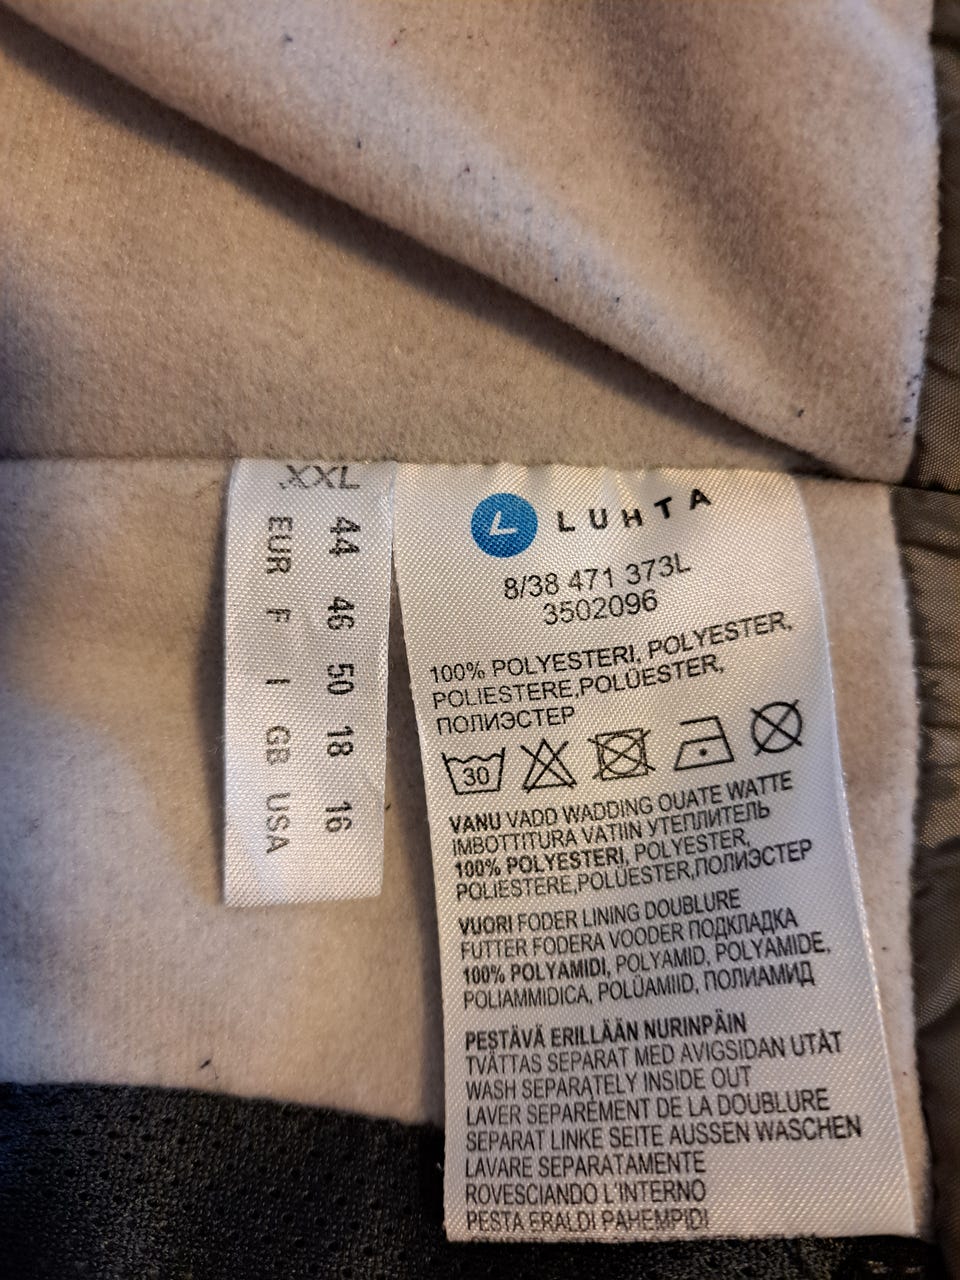 XXL
EUR 44
F 46
I 50
GB 18
USA 16
LUHTA
8/38 471 373L
3502096
100% POLYESTERI, POLYESTER,
POLIESTERE,POLÜESTER,
ПОЛИЭСТЕР
30
VANU VADD WADDING OUATE WATTE
IMBOTTITURA VATIIN УТЕПЛИТЕЛЬ
100% POLYESTERI, POLYESTER,
POLIESTERE,POLÜESTER,ПОЛИЭСТЕР
VUORI FODER LINING DOUBLURE
FUTTER FODERA VOODER ПОДКЛАДКА
100% POLYAMIDI, POLYAMID, POLYAMIDE,
POLIAMMIDICA, POLÜAMIID, ПОЛИАМИД
PESTÄVÄ ERILLÄÄN NURINPÄIN
TVÄTTAS SEPARAT MED AVIGSIDAN UTÅT
WASH SEPARATELY INSIDE OUT
LAVER SEPARÉMENT DE LA DOUBLURE
SEPARAT LINKE SEITE AUSSEN WASCHEN
LAVARE SEPARATAMENTE
ROVESCIANDO L'INTERNO
PESTA ERALDI PAHEMPIDI